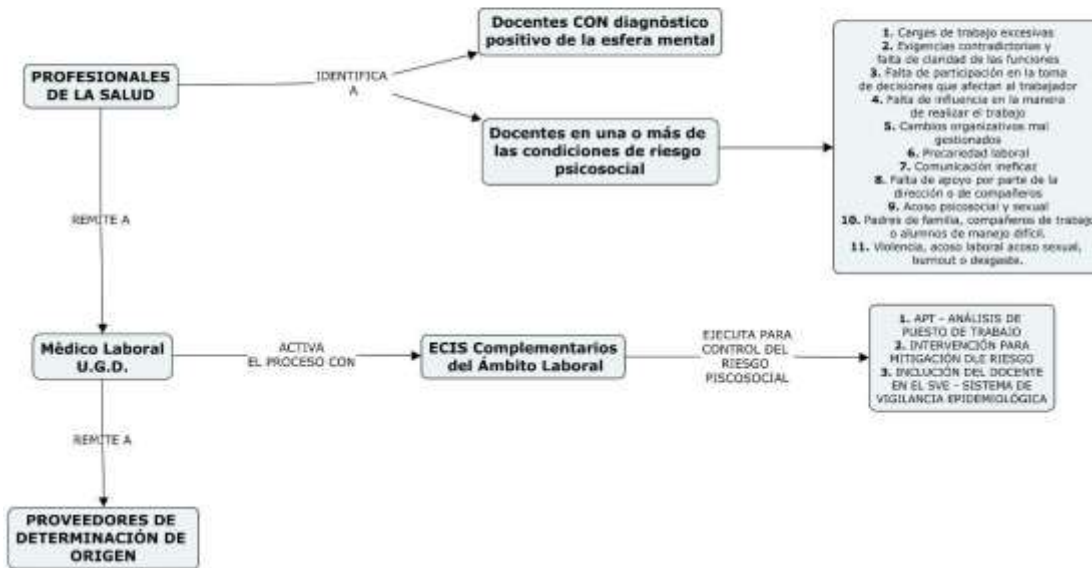 Docentes CON diagnòstico
positivo de la esfera mental
PROFESIONALES
DE LA SALUD
IDENTIFICA
A
Docentes en una o más de
las condiciones de riesgo
psicosocial
1. Cargas de trabajo excesivas
2. Exigencias contradictorias y
falta de claridad de las funciones
3. Falta de participación en la toma
de decisiones que afectan al trabajador
4. Falta de influencia en la manera
de realizar el trabajo
5. Cambios organizativos mal
gestionados
6. Precariedad laboral
7. Comunicación ineficaz
8. Falta de apoyo por parte de la
dirección o de compañeros
9. Acoso psicosocial y sexual
10. Padres de familia, compañeros de trabajo
o alumnos de manejo difícil.
11. Violencia, acoso laboral acoso sexual,
burnout o desgaste.
REMITE A
Mèdico Laboral
U.G.D.
ACTIVA
EL PROCESO CON
ECIS Complementarios
del Ámbito Laboral
EJECUTA PARA
CONTROL DEL
RIESGO
PISCOSOCIAL
1. APT - ANÁLISIS DE
PUESTO DE TRABAJO
2. INTERVENCIÓN PARA
MITIGACIÓN DLE RIESGO
3. INCLUCIÓN DEL DOCENTE
EN EL SVE - SISTEMA DE
VIGILANCIA EPIDEMIOLÓGICA
REMITE A
PROVEEDORES DE
DETERMINACIÓN DE
ORIGEN